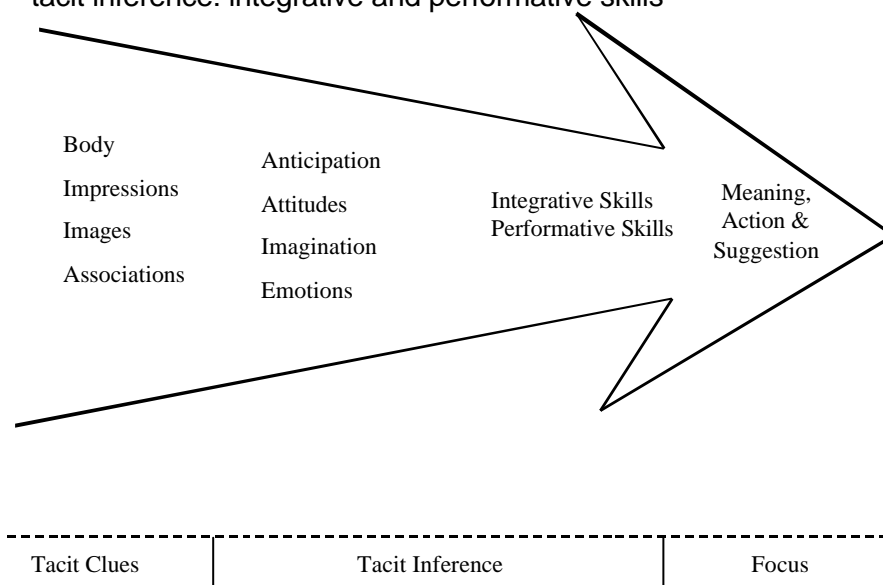 tacit inference: integrative and performative skills
Body
Impressions
Images
Associations
Anticipation
Attitudes
Imagination
Emotions
Integrative Skills
Performative Skills
Meaning,
Action &
Suggestion
Tacit Clues
Tacit Inference
Focus